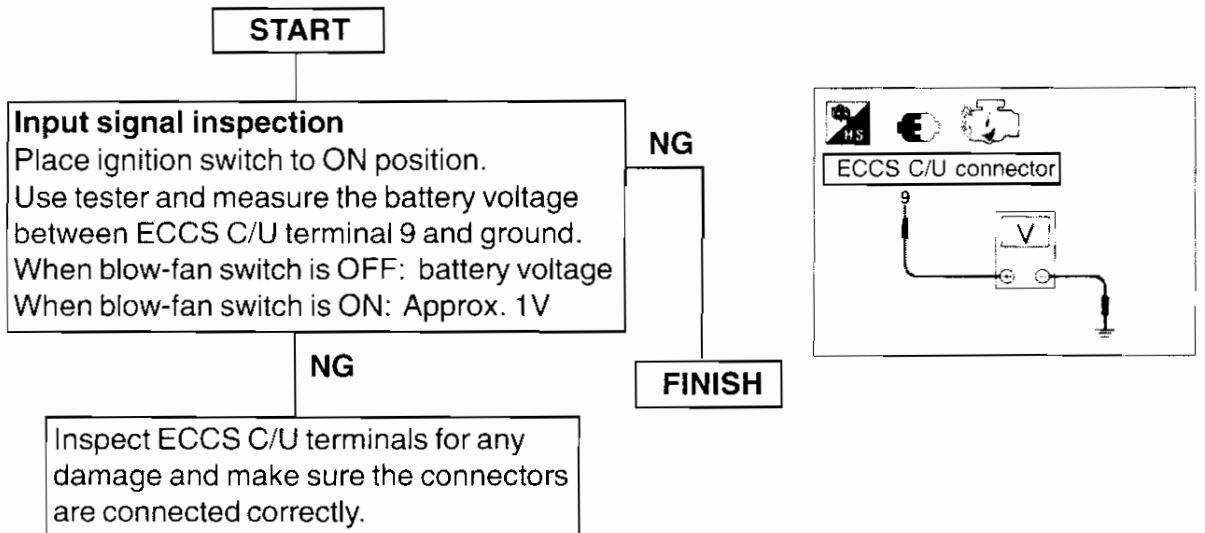 START
Input signal inspection
Place ignition switch to ON position.
Use tester and measure the battery voltage
between ECCS C/U terminal 9 and ground.
When blow-fan switch is OFF: battery voltage
When blow-fan switch is ON: Approx. 1V
NG
FINISH
NG
Inspect ECCS C/U terminals for any
damage and make sure the connectors
are connected correctly.
HS
ECCS C/U connector
9
V